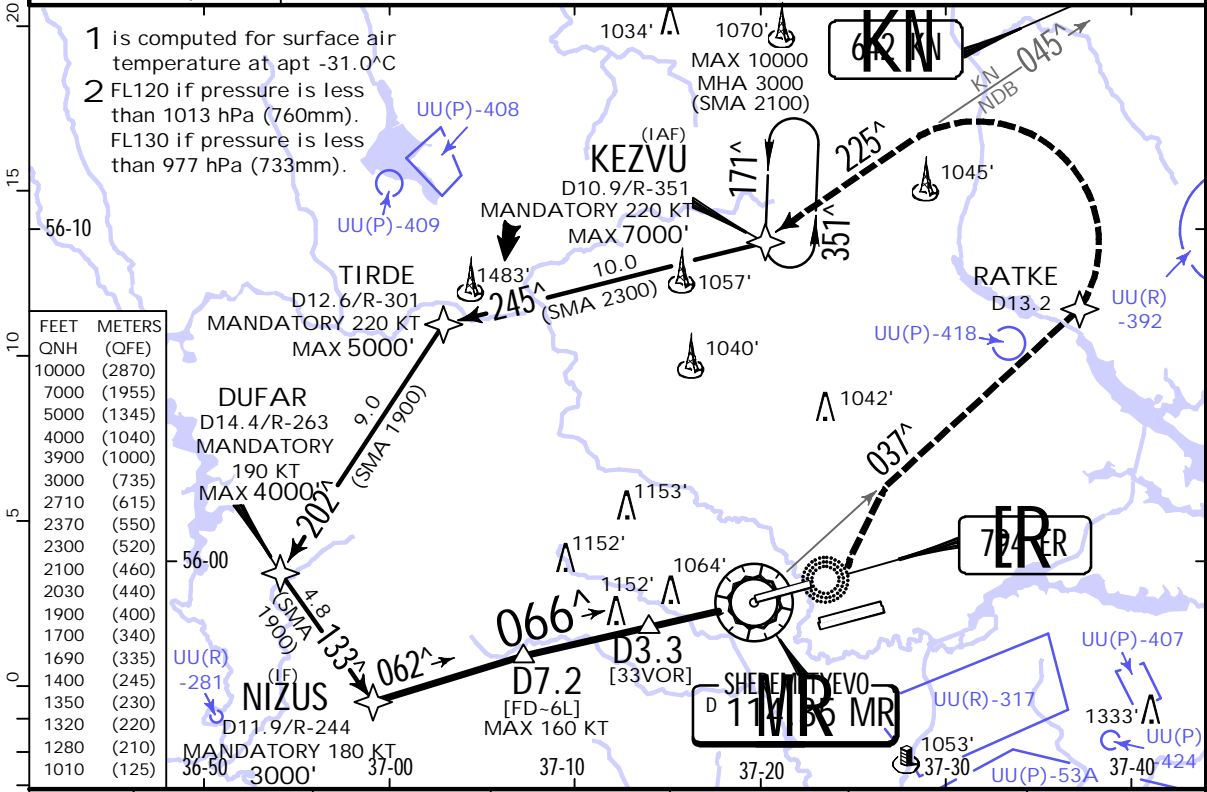 20
1 is computed for surface air
temperature at apt -31.0^C
2 FL120 if pressure is less
than 1013 hPa (760mm).
FL130 if pressure is less
than 977 hPa (733mm).
1034'
1070'
MAX 10000
MHA 3000
(SMA 2100)
642 KN
KN
KN
NDB
045^
UU(P)-408
UU(P)-409
(IAF)
KEZVU
D10.9/R-351
MANDATORY 220 KT
MAX 7000'
171^
351^
225^
1045'
15
56-10
TIRDE
D12.6/R-301
MANDATORY 220 KT
MAX 5000'
1483'
245^
10.0
(SMA 2300)
1057'
1040'
RATKE
D13.2
UU(P)-418
UU(R)
-392
10
FEET METERS
QNH (QFE)
10000 (2870)
7000 (1955)
5000 (1345)
4000 (1040)
3900 (1000)
3000 (735)
2710 (615)
2370 (550)
2300 (520)
2100 (460)
2030 (440)
1900 (400)
1700 (340)
1690 (335)
1400 (245)
1350 (230)
1320 (220)
1280 (210)
1010 (125)
DUFAR
D14.4/R-263
MANDATORY
190 KT
MAX 4000'
9.0
(SMA 1900)
202^
1042'
037^
1153'
1152'
1152'
1064'
5
56-00
794 ER
ER
4.8
(SMA
1900)
133^
062^
066^
D7.2
[FD~6L]
MAX 160 KT
D3.3
[33VOR]
SHEREMETYEVO
D 114.35 MR
MR
0
UU(R)
-281
(IF)
NIZUS
D11.9/R-244
MANDATORY 180 KT
3000'
UU(R)-317
UU(P)-407
1333'
UU(P)
-424
1053'
UU(P)-53A
36-50
37-00
37-10
37-20
37-30
37-40